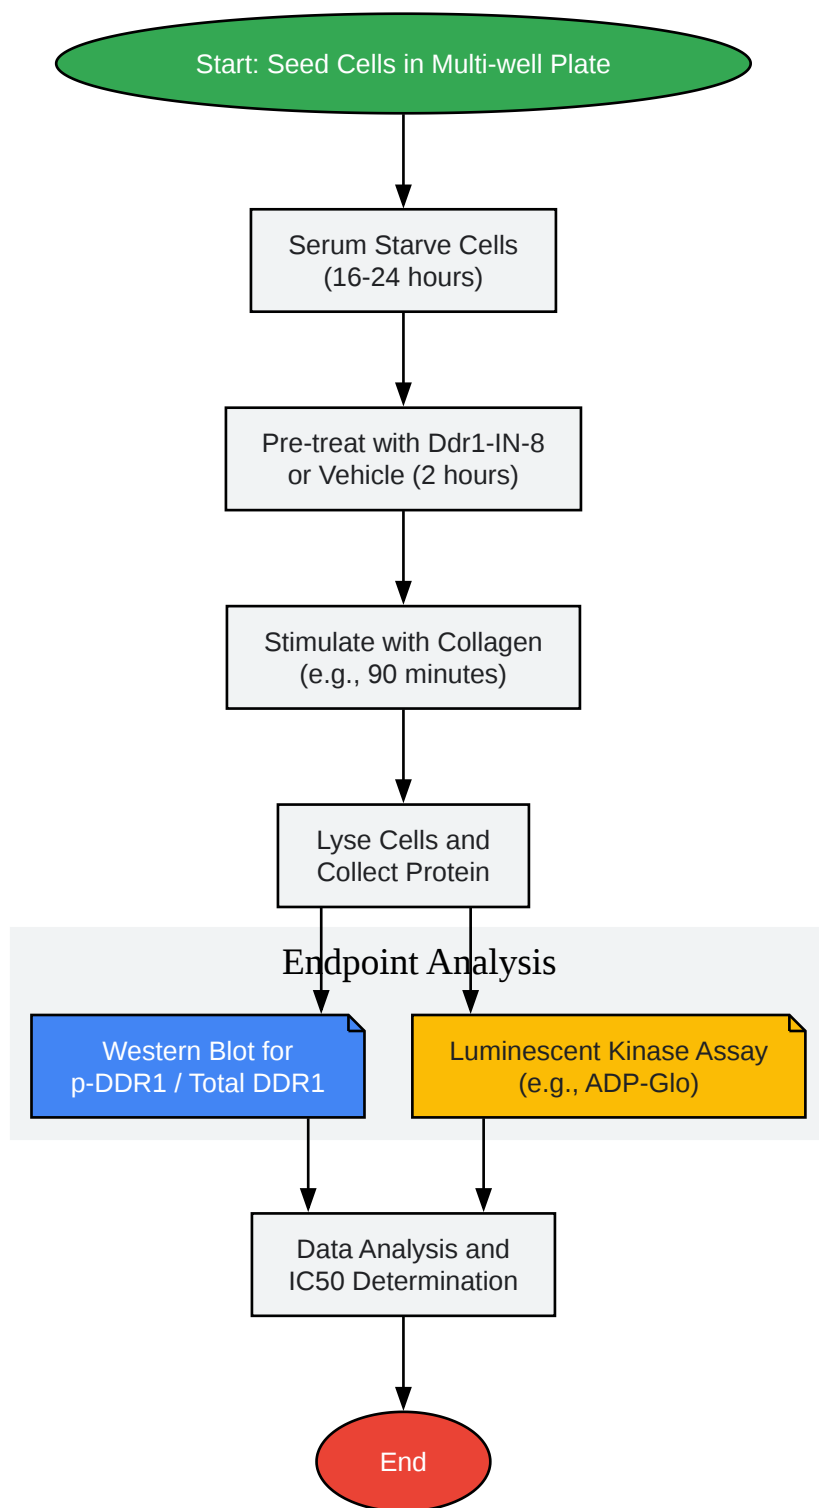 Start: Seed Cells in Multi-well Plate
Serum Starve Cells
(16-24 hours)
Pre-treat with Ddr1-IN-8
or Vehicle (2 hours)
Stimulate with Collagen
(e.g., 90 minutes)
Lyse Cells and
Collect Protein
Endpoint Analysis
Western Blot for
p-DDR1 / Total DDR1
Luminescent Kinase Assay
(e.g., ADP-Glo)
Data Analysis and
IC50 Determination
End